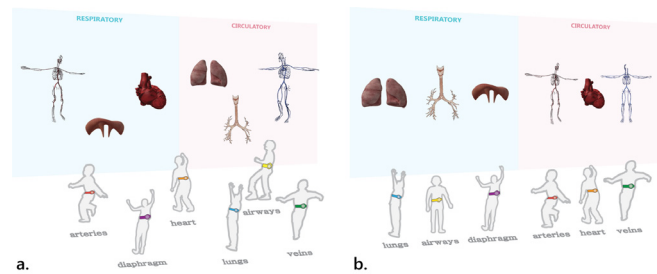 RESPIRATORY
CIRCULATORY
arteries
diaphragm
heart
lungs
airways
veins
a.
RESPIRATORY
CIRCULATORY
lungs
airways
diaphragm
arteries
heart
veins
b.